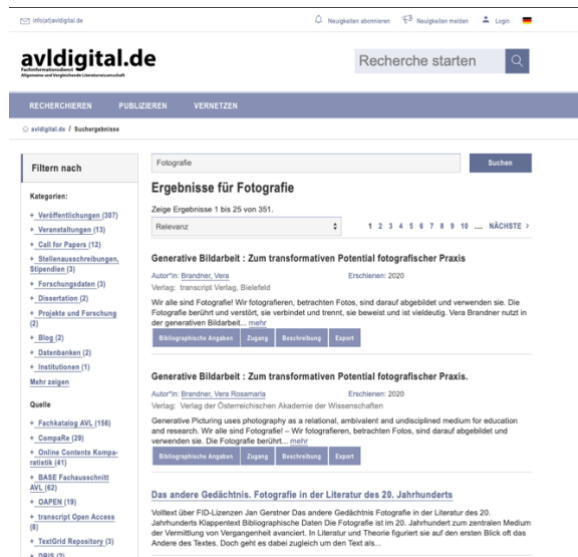 info(at)avldigital.de
Neuigkeiten abonnieren Neuigkeiten melden Login
avldigital.de
Fachinformationsdienst
Allgemeine und Vergleichende Literaturwissenschaft
Recherche starten
RECHERCHIEREN PUBLIZIEREN VERNETZEN
avldigital.de / Suchergebnisse
Filtern nach
Kategorien:
+ Veröffentlichungen (307)
+ Veranstaltungen (13)
+ Call for Papers (12)
+ Stellenausschreibungen,
Stipendien (3)
+ Forschungsdaten (3)
+ Dissertation (2)
+ Projekte und Forschung
(2)
+ Blog (2)
+ Datenbanken (2)
+ Institutionen (1)
Mehr zeigen
Quelle
+ Fachkatalog AVL (156)
+ CompaRe (29)
+ Online Contents Kompa-
ratistik (41)
+ BASE Fachausschnitt
AVL (62)
+ OAPEN (19)
+ transcript Open Access
(8)
+ TextGrid Repository (3)
+ DBIS (2)
Fotografie
Suchen
Ergebnisse für Fotografie
Zeige Ergebnisse 1 bis 25 von 351.
Relevanz
1 2 3 4 5 6 7 8 9 10 .... NÄCHSTE >
Generative Bildarbeit : Zum transformativen Potential fotografischer Praxis
Autor*in: Brandner, Vera Erschienen: 2020
Verlag: transcript Verlag, Bielefeld
Wir alle sind Fotografie! Wir fotografieren, betrachten Fotos, sind darauf abgebildet und verwenden sie. Die
Fotografie berührt und verstört, sie verbindet und trennt, sie beweist und ist vieldeutig. Vera Brandner nutzt in
der generativen Bildarbeit... mehr
Bibliographische Angaben Zugang Beschreibung Export
Generative Bildarbeit : Zum transformativen Potential fotografischer Praxis.
Autor*in: Brandner, Vera Rosamaria Erschienen: 2020
Verlag: Verlag der Österreichischen Akademie der Wissenschaften
Generative Picturing uses photography as a relational, ambivalent and undisciplined medium for education
and research. Wir alle sind Fotografie! – Wir fotografieren, betrachten Fotos, sind darauf abgebildet und
verwenden sie. Die Fotografie berührt... mehr
Bibliographische Angaben Zugang Beschreibung Export
Das andere Gedächtnis. Fotografie in der Literatur des 20. Jahrhunderts
Volltext über FID-Lizenzen Jan Gerstner Das andere Gedächtnis Fotografie in der Literatur des 20.
Jahrhunderts Klappentext Bibliographische Daten Die Fotografie ist im 20. Jahrhundert zum zentralen Medium
der Vermittlung von Vergangenheit avanciert. In Literatur und Theorie figuriert sie auf den ersten Blick oft das
Andere des Textes. Doch geht es dabei zugleich um den Text als...